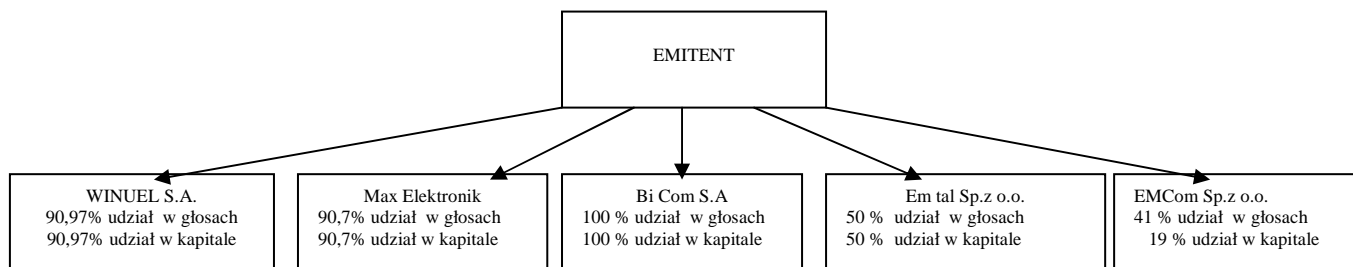 EMITENT
WINUEL S.A.
90,97% udział w głosach
90,97% udział w kapitale
Max Elektronik
90,7% udział w głosach
90,7% udział w kapitale
Bi Com S.A
100 % udział w głosach
100 % udział w kapitale
Em tal Sp.z o.o.
50 % udział w głosach
50 % udział w kapitale
EMCom Sp.z o.o.
41 % udział w głosach
19 % udział w kapitale